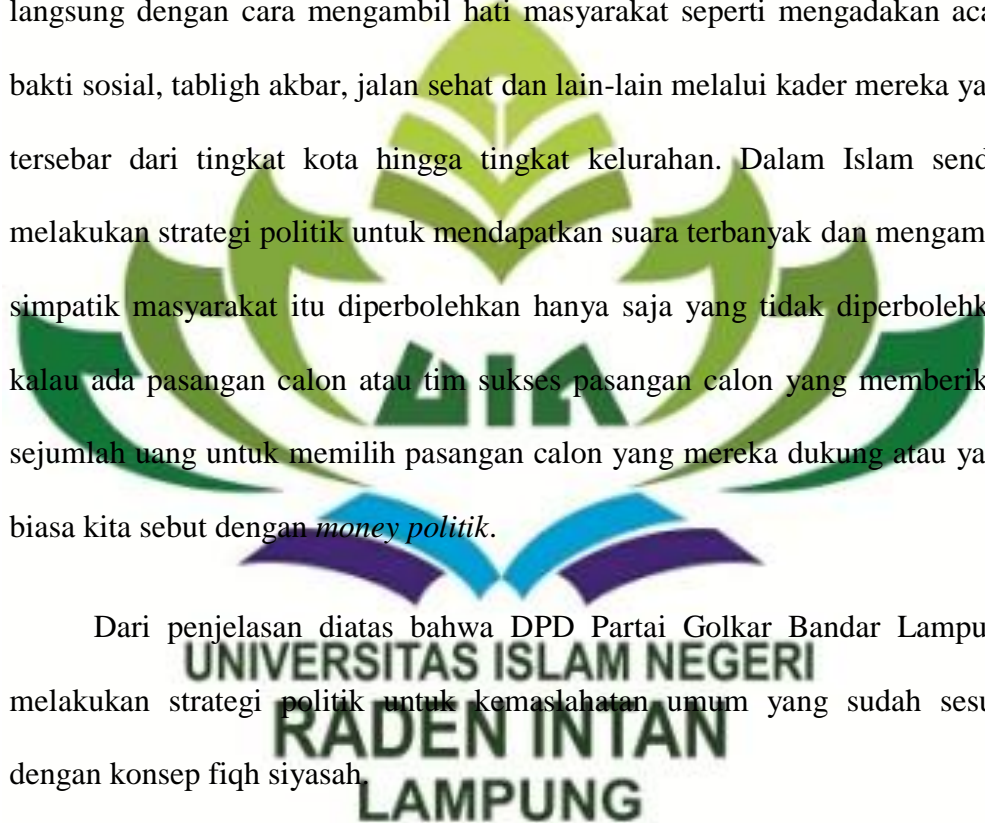 langsung dengan cara mengambil hati masyarakat seperti mengadakan aca
bakti sosial, tabligh akbar, jalan sehat dan lain-lain melalui kader mereka ya
tersebar dari tingkat kota hingga tingkat kelurahan. Dalam Islam send
melakukan strategi politik untuk mendapatkan suara terbanyak dan mengam
simpatik masyarakat itu diperbolehkan hanya saja yang tidak diperbolehk
kalau ada pasangan calon atau tim sukses pasangan calon yang memberik
sejumlah uang untuk memilih pasangan calon yang mereka dukung atau ya
biasa kita sebut dengan money politik.
Dari penjelasan diatas bahwa DPD Partai Golkar Bandar Lampu
UNIVERSITAS ISLAM NEGERI
melakukan strategi politik untuk kemaslahatan umum yang sudah sesu
RADEN INTAN
dengan konsep fiqh siyasah.
LAMPUNG